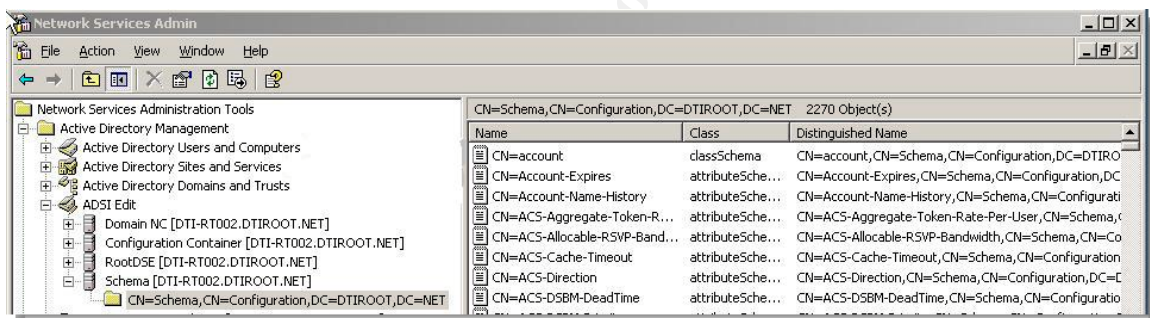 Network Services Admin
File Action View Window Help
Network Services Administration Tools
Active Directory Management
Active Directory Users and Computers
Active Directory Sites and Services
Active Directory Domains and Trusts
ADSI Edit
Domain NC [DTI-RT002.DTIROOT.NET]
Configuration Container [DTI-RT002.DTIROOT.NET]
RootDSE [DTI-RT002.DTIROOT.NET]
Schema [DTI-RT002.DTIROOT.NET]
CN=Schema,CN=Configuration,DC=DTIROOT,DC=NET
CN=Schema,CN=Configuration,DC=DTIROOT,DC=NET 2270 Object(s)
Name Class Distinguished Name
CN=account classSchema CN=account,CN=Schema,CN=Configuration,DC=DTIRO
CN=Account-Expires attributeSche... CN=Account-Expires,CN=Schema,CN=Configuration,DC
CN=Account-Name-History attributeSche... CN=Account-Name-History,CN=Schema,CN=Configurati
CN=ACS-Aggregate-Token-R... attributeSche... CN=ACS-Aggregate-Token-Rate-Per-User,CN=Schema,
CN=ACS-Allocable-RSVP-Band... attributeSche... CN=ACS-Allocable-RSVP-Bandwidth,CN=Schema,CN=Co
CN=ACS-Cache-Timeout attributeSche... CN=ACS-Cache-Timeout,CN=Schema,CN=Configuration
CN=ACS-Direction attributeSche... CN=ACS-Direction,CN=Schema,CN=Configuration,DC=
CN=ACS-DSBM-DeadTime attributeSche... CN=ACS-DSBM-DeadTime,CN=Schema,CN=Configuratio